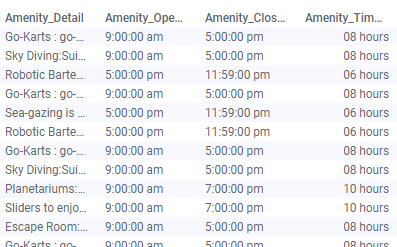 Amenity_Detail Amenity_Ope... Amenity_Clos... Amenity_Tim...
Go-Karts : go-... 9:00:00 am 5:00:00 pm 08 hours
Sky Diving:Sui... 9:00:00 am 5:00:00 pm 08 hours
Robotic Barte... 5:00:00 pm 11:59:00 pm 06 hours
Go-Karts : go-... 9:00:00 am 5:00:00 pm 08 hours
Sea-gazing is ... 5:00:00 pm 11:59:00 pm 06 hours
Robotic Barte... 5:00:00 pm 11:59:00 pm 06 hours
Go-Karts : go-... 9:00:00 am 5:00:00 pm 08 hours
Sky Diving:Sui... 9:00:00 am 5:00:00 pm 08 hours
Planetariums:... 9:00:00 am 7:00:00 pm 10 hours
Sliders to enjo... 9:00:00 am 7:00:00 pm 10 hours
Escape Room:... 9:00:00 am 5:00:00 pm 08 hours
Go-Karts : go-... 9:00:00 am 5:00:00 pm 08 hours